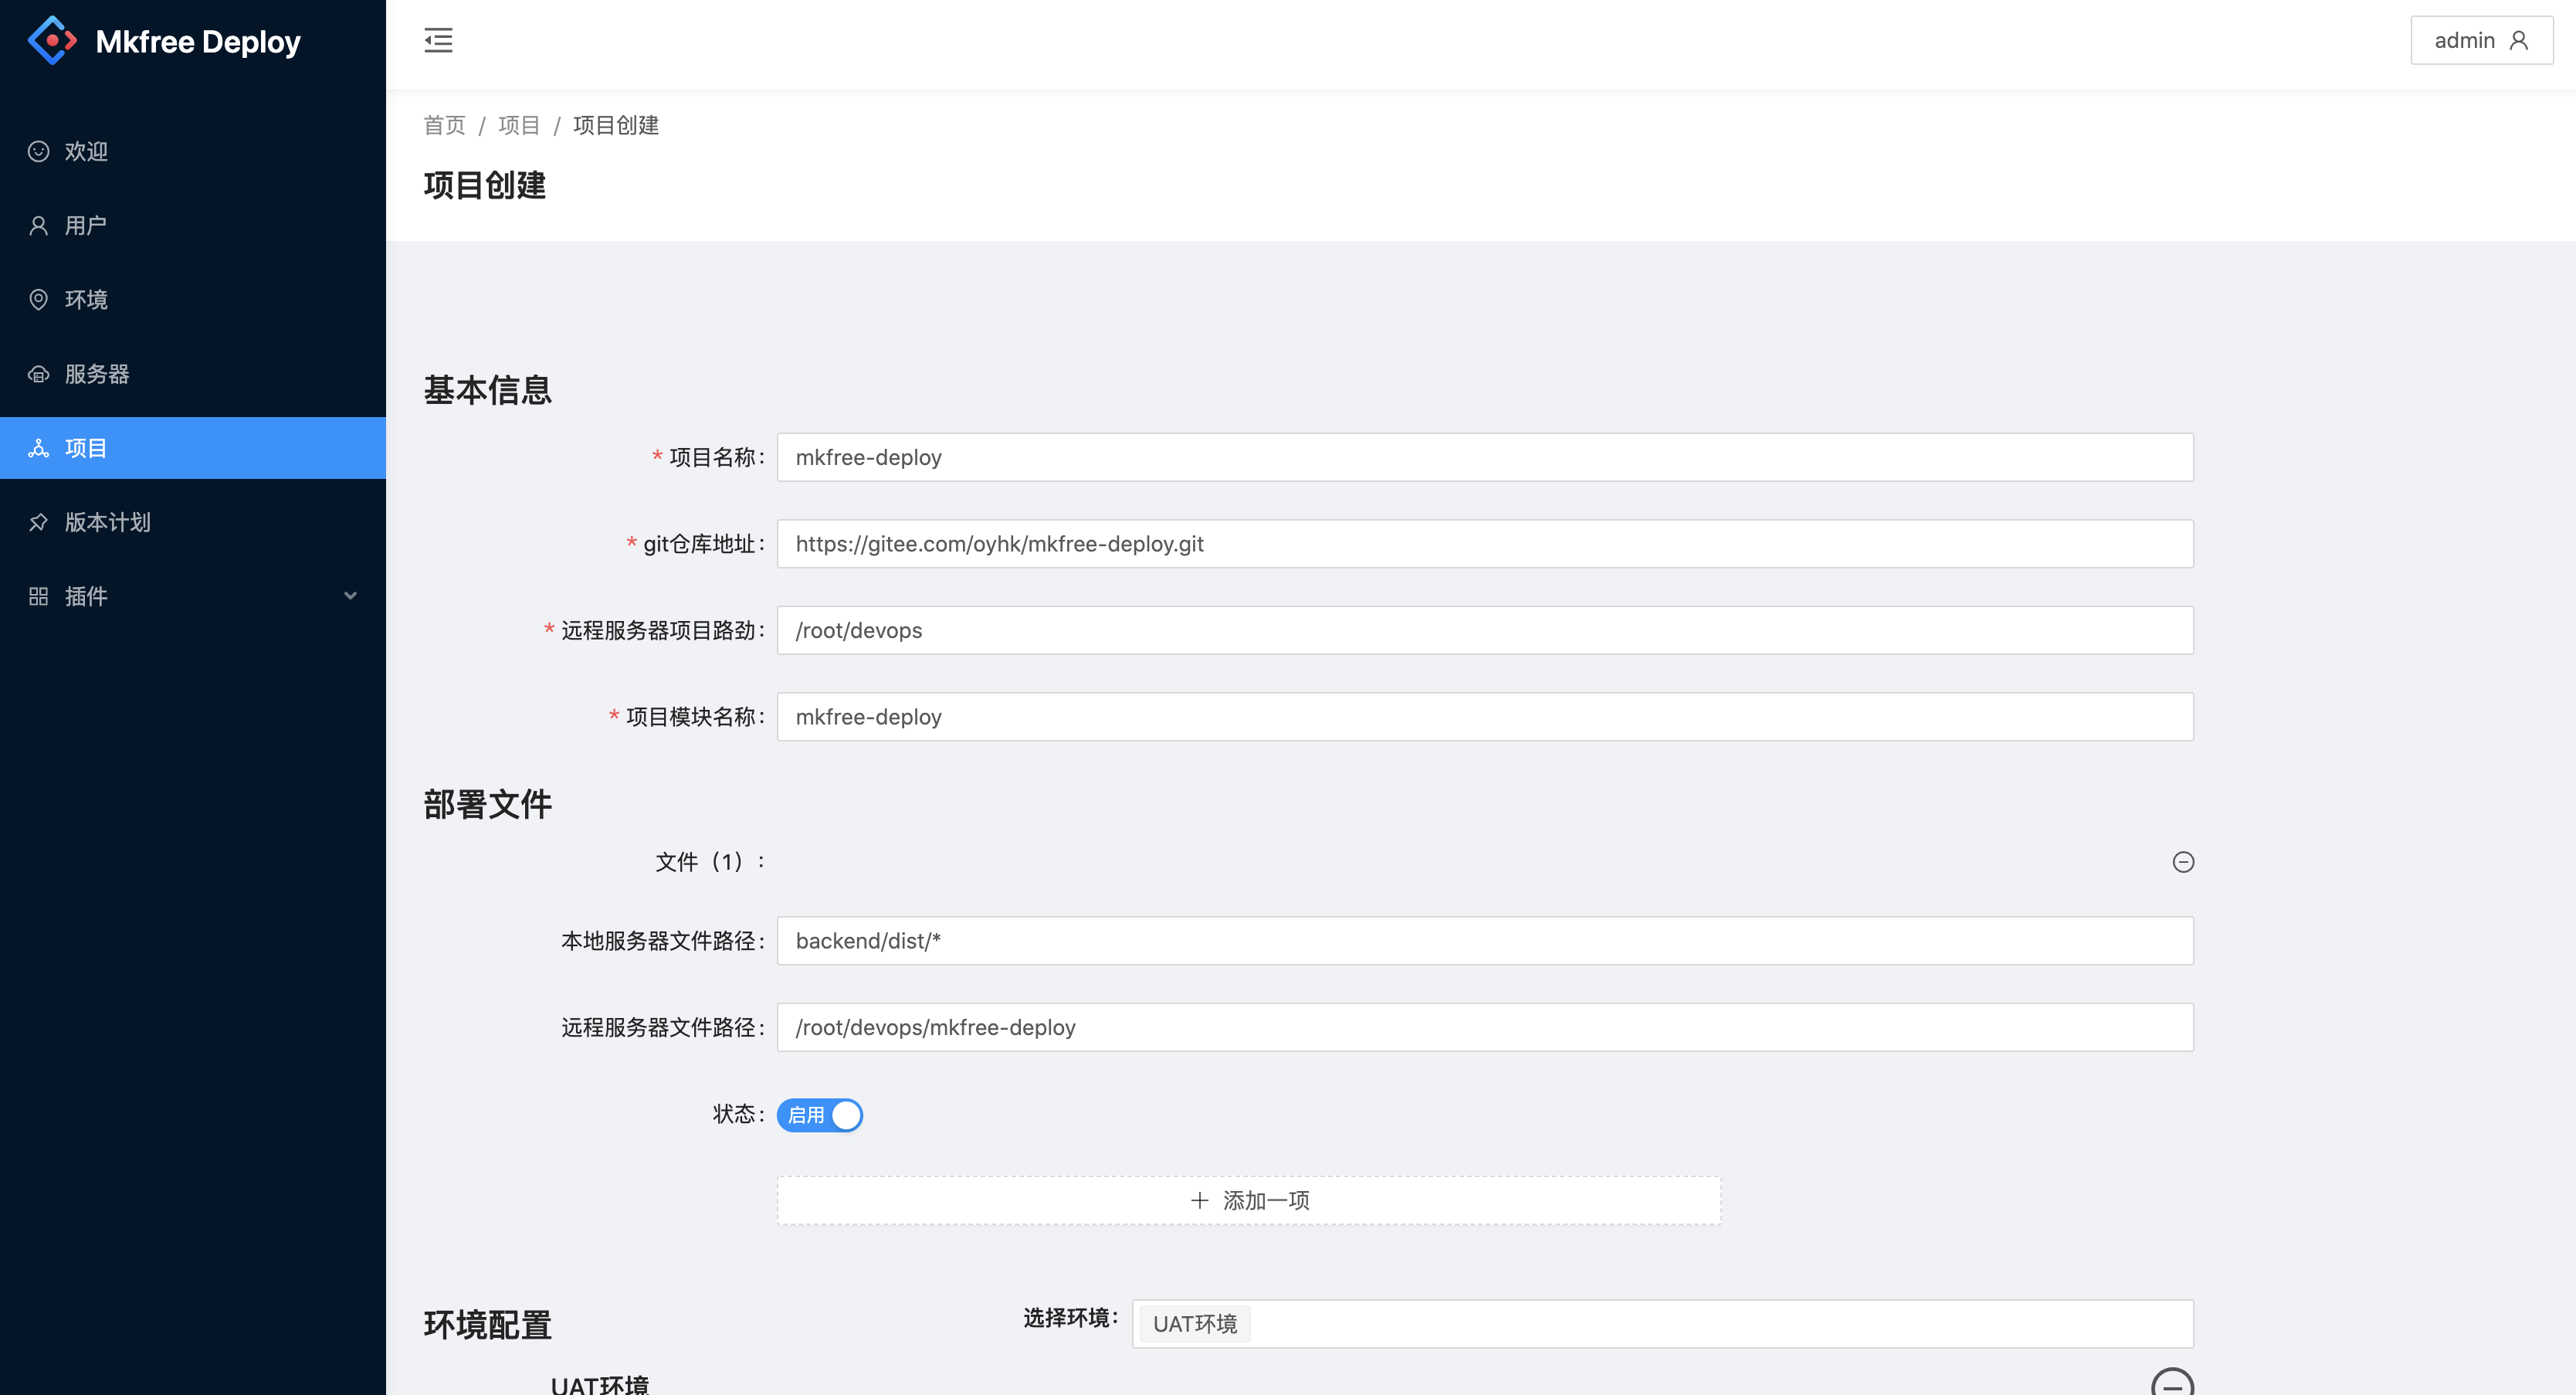 Mkfree Deploy
admin
欢迎
用户
环境
服务器
项目
版本计划
插件
首页 / 项目 / 项目创建
项目创建
基本信息
* 项目名称: mkfree-deploy
* git仓库地址: https://gitee.com/oyhk/mkfree-deploy.git
* 远程服务器项目路劲: /root/devops
* 项目模块名称: mkfree-deploy
部署文件
文件（1）:
本地服务器文件路径: backend/dist/*
远程服务器文件路径: /root/devops/mkfree-deploy
状态: 启用
添加一项
环境配置 选择环境: UAT环境
UAT环境